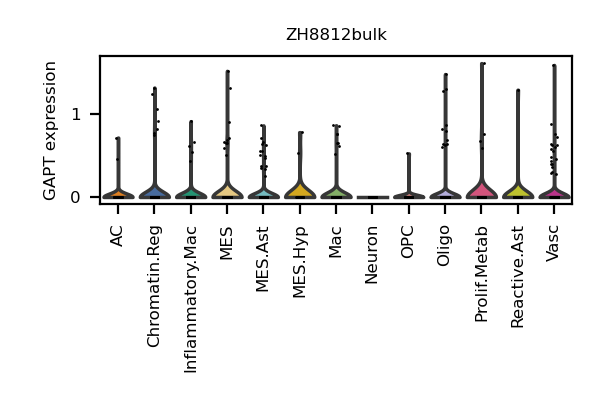 ZH8812bulk
GAPT expression
1
0
AC
Chromatin.Reg
Inflammatory.Mac
MES
MES.Ast
MES.Hyp
Mac
Neuron
OPC
Oligo
Prolif.Metab
Reactive.Ast
Vasc